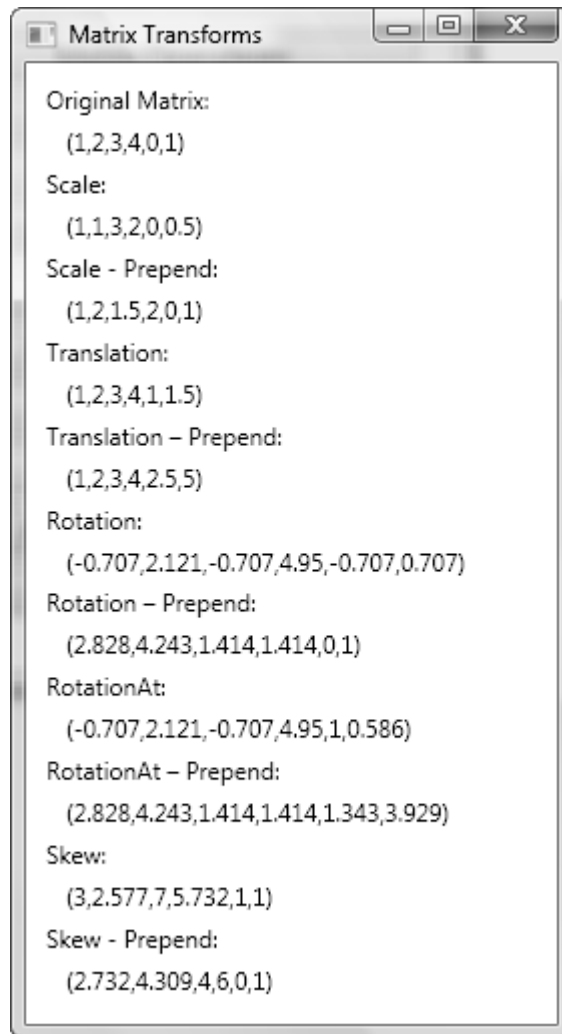 Matrix Transforms
Original Matrix:
(1,2,3,4,0,1)
Scale:
(1,1,3,2,0,0.5)
Scale - Prepend:
(1,2,1.5,2,0,1)
Translation:
(1,2,3,4,1,1.5)
Translation – Prepend:
(1,2,3,4,2.5,5)
Rotation:
(-0.707,2.121,-0.707,4.95,-0.707,0.707)
Rotation – Prepend:
(2.828,4.243,1.414,1.414,0,1)
RotationAt:
(-0.707,2.121,-0.707,4.95,1,0.586)
RotationAt – Prepend:
(2.828,4.243,1.414,1.414,1.343,3.929)
Skew:
(3,2.577,7,5.732,1,1)
Skew - Prepend:
(2.732,4.309,4,6,0,1)